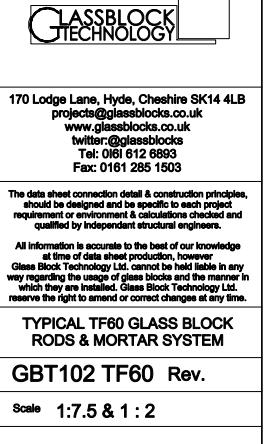 GLASSBLOCK
TECHNOLOGY
170 Lodge Lane, Hyde, Cheshire SK14 4LB
projects@glassblocks.co.uk
www.glassblocks.co.uk
twitter:@glassblocks
Tel: 0l6l 612 6893
Fax: 0161 285 1503
The data sheet connection detail & construction principles,
should be designed and be specific to each project
requirement or environment & calculations checked and
qualified by independant structural engineers.
All information is accurate to the best of our knowledge
at time of data sheet production, however
Glass Block Technology Ltd. cannot be held liable in any
way regarding the usage of glass blocks and the manner in
which they are installed. Glass Block Technology Ltd.
reserve the right to amend or correct changes at any time.
TYPICAL TF60 GLASS BLOCK
RODS & MORTAR SYSTEM
GBT102 TF60 Rev.
Scale 1:7.5 & 1 : 2